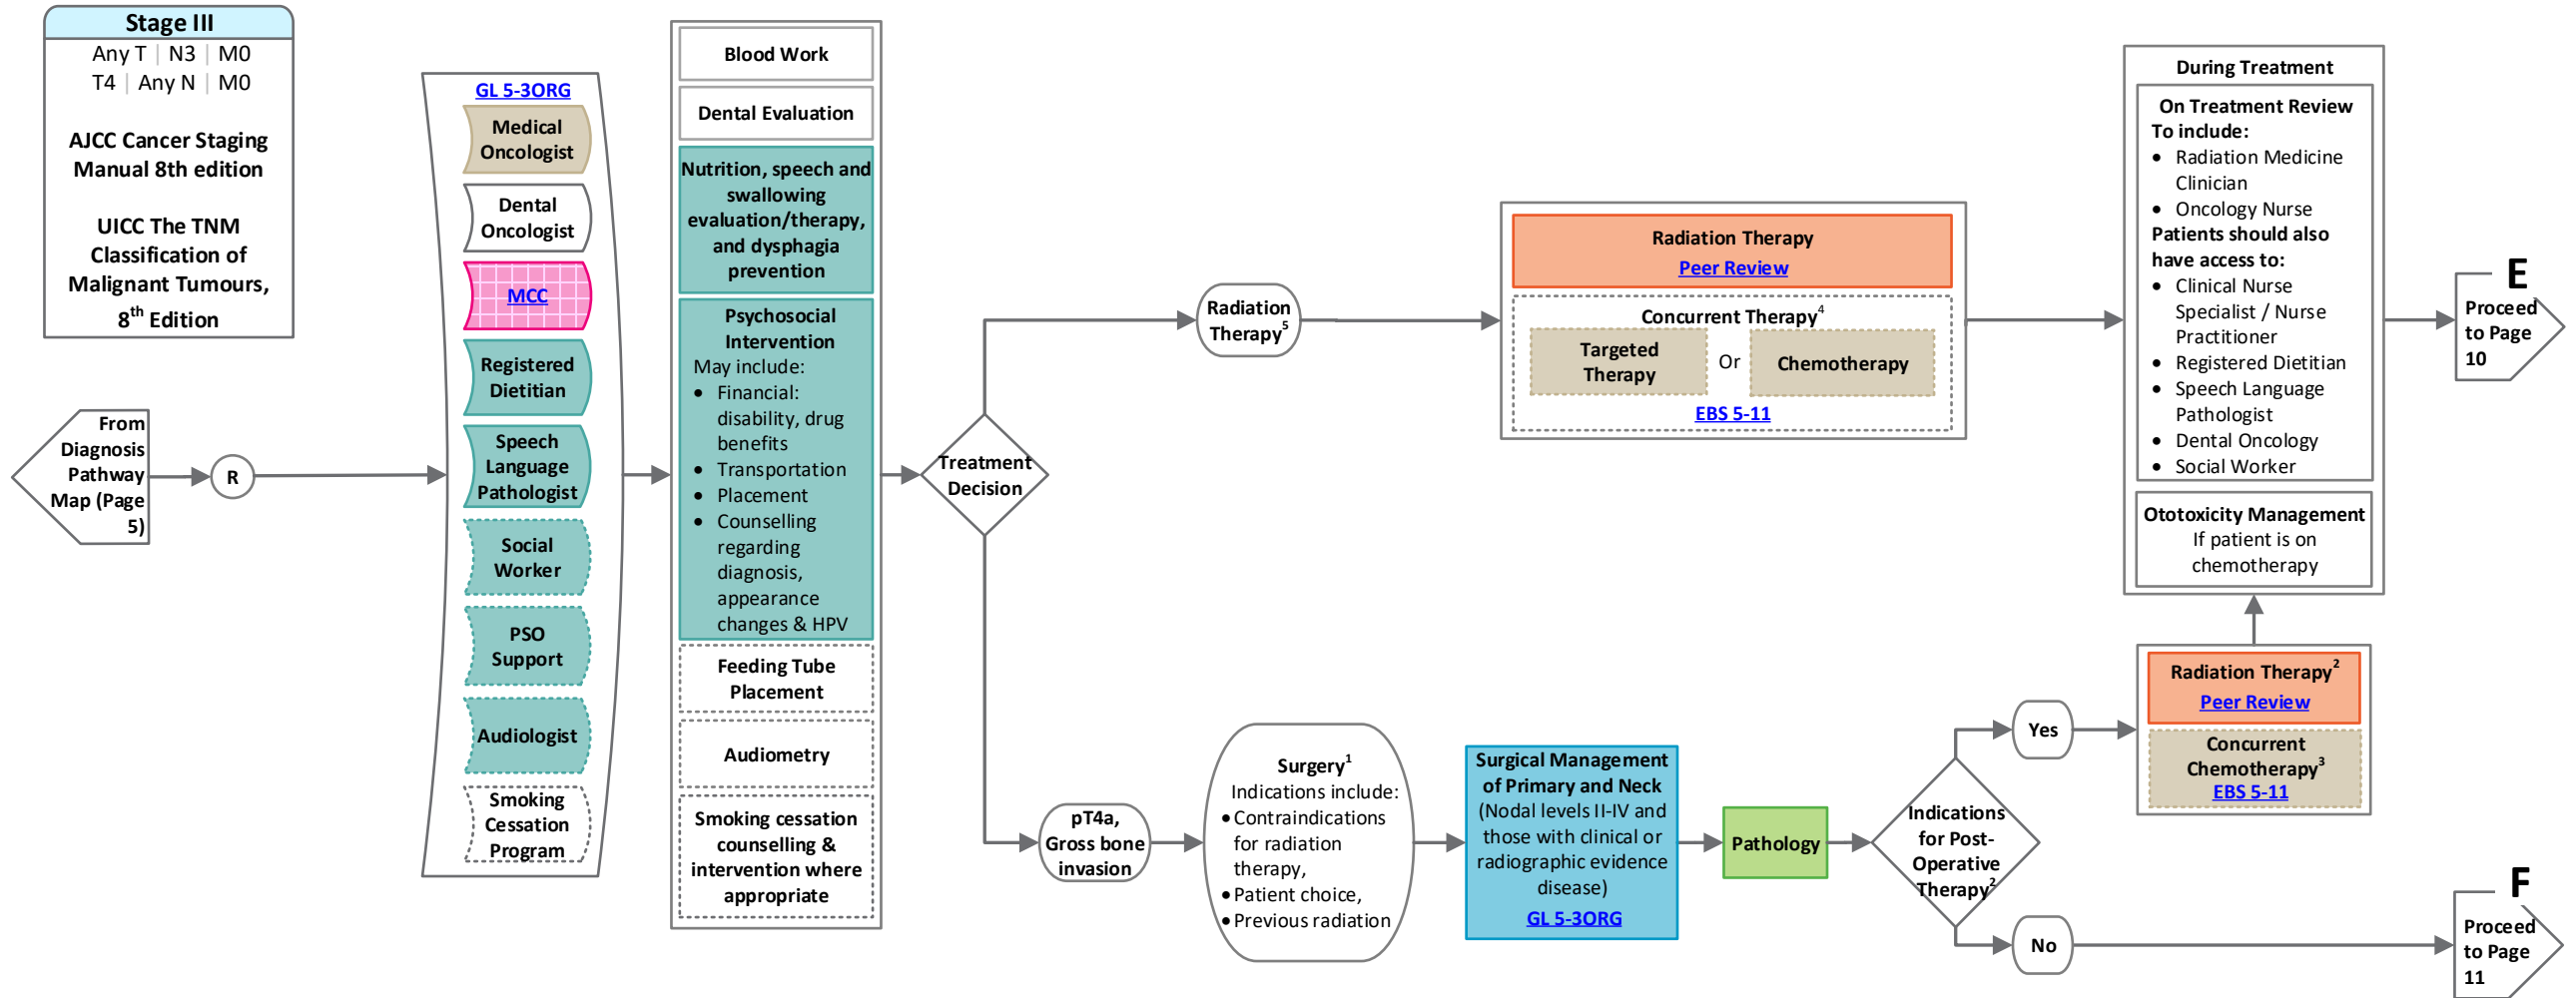 Stage III
Any T | N3 | M0
T4 | Any N | M0
AJCC Cancer Staging
Manual 8th edition
UICC The TNM
Classification of
Malignant Tumours,
8th Edition
From
Diagnosis
Pathway
Map (Page
5)
R
GL 5-3ORG
Medical
Oncologist
Dental
Oncologist
MCC
Registered
Dietitian
Speech
Language
Pathologist
Social
Worker
PSO
Support
Audiologist
Smoking
Cessation
Program
Blood Work
Dental Evaluation
Nutrition, speech and
swallowing
evaluation/therapy,
and dysphagia
prevention
Psychosocial
Intervention
May include:
• Financial:
disability, drug
benefits
• Transportation
• Placement
• Counselling
regarding
diagnosis,
appearance
changes & HPV
Feeding Tube
Placement
Audiometry
Smoking cessation
counselling &
intervention where
appropriate
Treatment
Decision
Radiation
Therapy5
Radiation Therapy
Peer Review
Concurrent Therapy4
Targeted
Therapy
Or
Chemotherapy
EBS 5-11
During Treatment
On Treatment Review
To include:
• Radiation Medicine
Clinician
• Oncology Nurse
Patients should also
have access to:
• Clinical Nurse
Specialist / Nurse
Practitioner
• Registered Dietitian
• Speech Language
Pathologist
• Dental Oncology
• Social Worker
Ototoxicity Management
If patient is on
chemotherapy
E
Proceed
to Page
10
pT4a,
Gross bone
invasion
Surgery1
Indications include:
• Contraindications
for radiation
therapy,
• Patient choice,
• Previous radiation
Surgical Management
of Primary and Neck
(Nodal levels II-IV and
those with clinical or
radiographic evidence
disease)
GL 5-3ORG
Pathology
Indications
for Post-
Operative
Therapy2
Yes
Radiation Therapy2
Peer Review
Concurrent
Chemotherapy3
EBS 5-11
No
F
Proceed
to Page
11